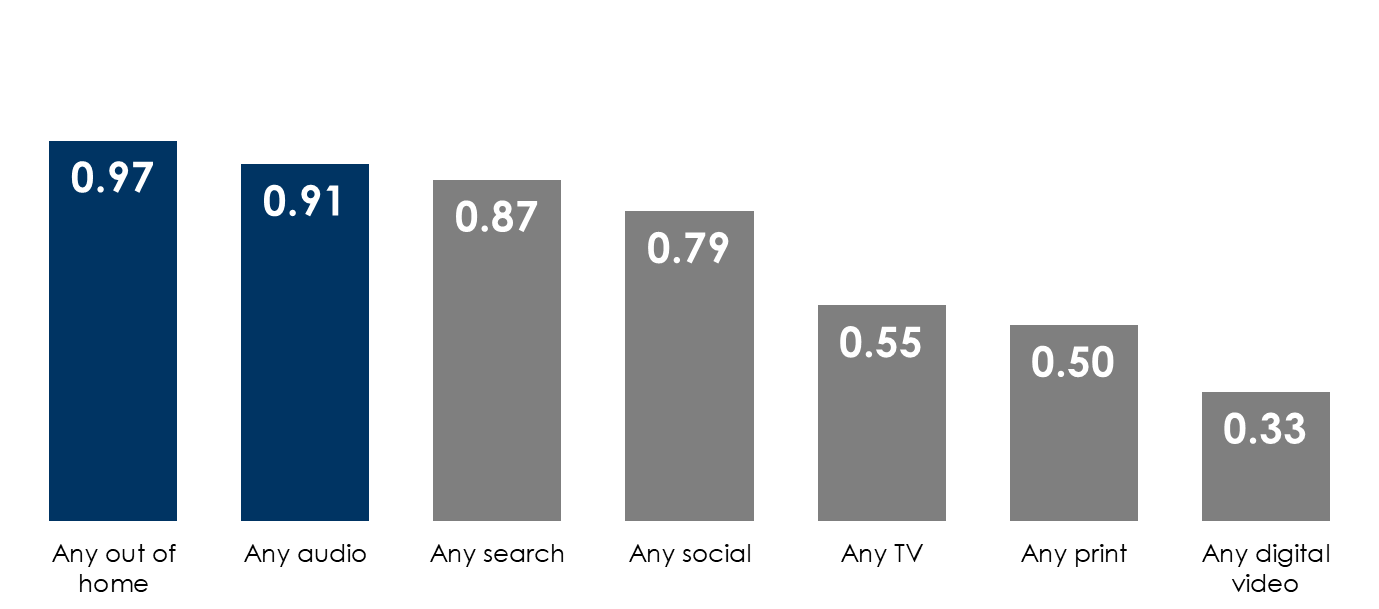 0.97
0.91
0.87
0.79
0.55
0.50
0.33
Any out of
home
Any audio
Any search
Any social
Any TV
Any print
Any digital
video